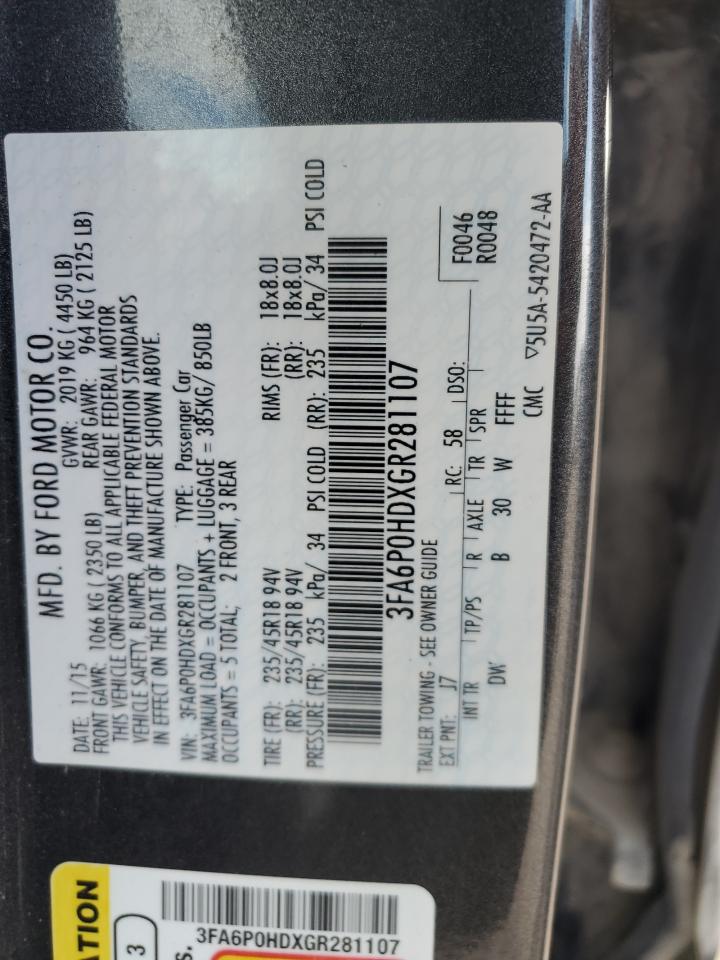 MFD. BY FORD MOTOR CO.
DATE: 11/15 GVWR: 2019 KG ( 4450 LB)
FRONT GAWR: 1066 KG ( 2350 LB) REAR GAWR: 964 KG ( 2125 LB)
THIS VEHICLE CONFORMS TO ALL APPLICABLE FEDERAL MOTOR
VEHICLE SAFETY, BUMPER, AND THEFT PREVENTION STANDARDS
IN EFFECT ON THE DATE OF MANUFACTURE SHOWN ABOVE.
VIN: 3FA6P0HDXGR281107 TYPE: Passenger Car
MAXIMUM LOAD = OCCUPANTS + LUGGAGE = 385KG/ 850LB
OCCUPANTS = 5 TOTAL; 2 FRONT, 3 REAR
TIRE (FR): 235/45R18 94V RIMS (FR): 18x8.0J
(RR): 235/45R18 94V (RR): 18x8.0J
PRESSURE (FR): 235 kPa/ 34 PSI COLD (RR): 235 kPa/ 34 PSI COLD
3FA6P0HDXGR281107
TRAILER TOWING - SEE OWNER GUIDE F0046
EXT PNT: J7 RC: 58 DSO: R0048
INT TR TP/PS R AXLE TR SPR
DW B 30 W FFFF
CMC ▽5U5A-5420472-AA
ATION
3
S.
3FA6P0HDXGR281107